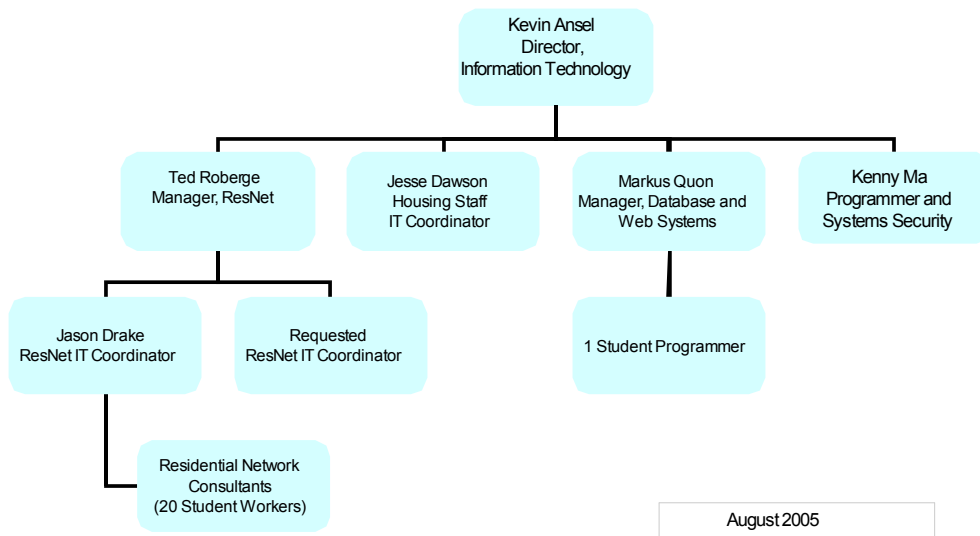 Kevin Ansel
Director,
Information Technology
Ted Roberge
Manager, ResNet
Jesse Dawson
Housing Staff
IT Coordinator
Markus Quon
Manager, Database and
Web Systems
Kenny Ma
Programmer and
Systems Security
Jason Drake
ResNet IT Coordinator
Requested
ResNet IT Coordinator
1 Student Programmer
Residential Network
Consultants
(20 Student Workers)
August 2005